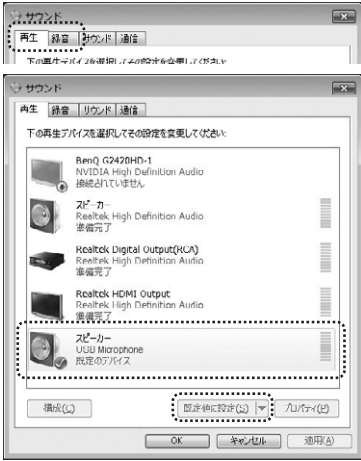 サウンド
再生 録音 サウンド 通信
下の再生デバイスを選択してその設定を変更してください:
サウンド
再生 録音 サウンド 通信
下の再生デバイスを選択してその設定を変更してください:
BenQ G2420HD-1
NVIDIA High Definition Audio
接続されていません
スピーカー
Realtek High Definition Audio
準備完了
Realtek Digital Output(RCA)
Realtek High Definition Audio
準備完了
Realtek HDMI Output
Realtek High Definition Audio
準備完了
スピーカー
USB Microphone
既定のデバイス
構成(C) 既定値に設定(S) プロパティ(P)
OK キャンセル 適用(A)